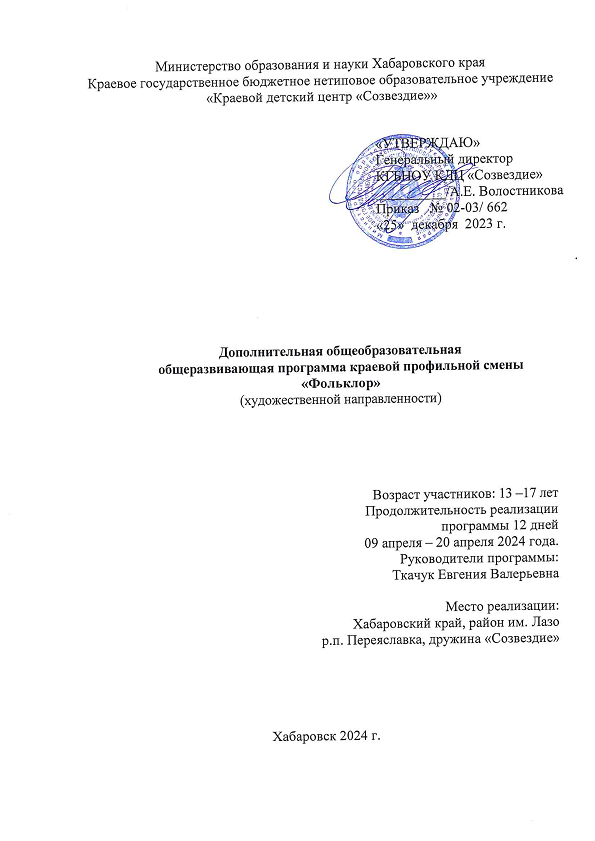 Министерство образования и науки Хабаровского края
Краевое государственное бюджетное нетиповое образовательное учреждение
«Краевой детский центр «Созвездие»»
«УТВЕРЖДАЮ»
Генеральный директор
КГБНОУ КДЦ «Созвездие»
/А.Е. Волостникова
Приказ № 02-03/ 662
«25» декабря 2023 г.
Дополнительная общеобразовательная
общеразвивающая программа краевой профильной смены
«Фольклор»
(художественной направленности)
Возраст участников: 13 –17 лет
Продолжительность реализации
программы 12 дней
09 апреля – 20 апреля 2024 года.
Руководители программы:
Ткачук Евгения Валерьевна
Место реализации:
Хабаровский край, район им. Лазо
р.п. Переяславка, дружина «Созвездие»
Хабаровск 2024 г.